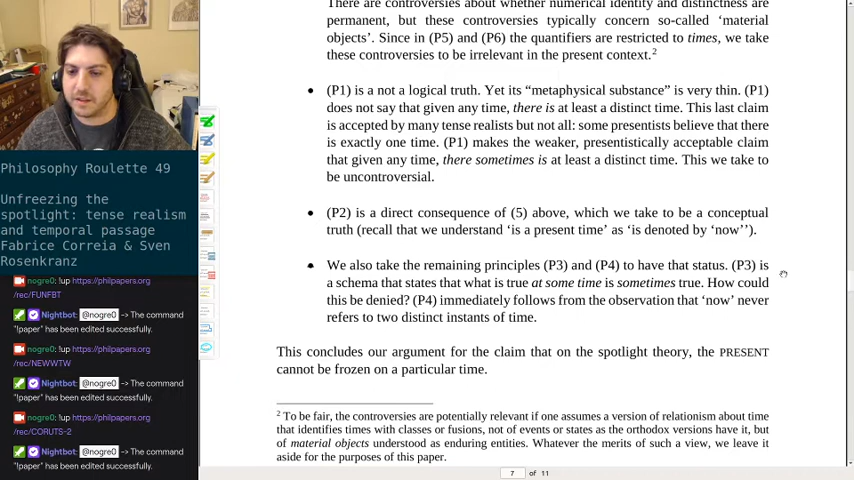 There are controversies about whether numerical identity and distinctness are
permanent, but these controversies typically concern so-called 'material
objects'. Since in (P5) and (P6) the quantifiers are restricted to times, we take
these controversies to be irrelevant in the present context.2
• (P1) is a not a logical truth. Yet its "metaphysical substance" is very thin. (P1)
does not say that given any time, there is at least a distinct time. This last claim
is accepted by many tense realists but not all: some presentists believe that there
is exactly one time. (P1) makes the weaker, presentistically acceptable claim
that given any time, there sometimes is at least a distinct time. This we take to
be uncontroversial.
• (P2) is a direct consequence of (5) above, which we take to be a conceptual
truth (recall that we understand 'is a present time' as 'is denoted by 'now'').
• We also take the remaining principles (P3) and (P4) to have that status. (P3) is
a schema that states that what is true at some time is sometimes true. How could
this be denied? (P4) immediately follows from the observation that 'now' never
refers to two distinct instants of time.
This concludes our argument for the claim that on the spotlight theory, the PRESENT
cannot be frozen on a particular time.
2 To be fair, the controversies are potentially relevant if one assumes a version of relationism about time
that identifies times with classes or fusions, not of events or states as the orthodox versions have it, but
of material objects understood as enduring entities. Whatever the merits of such a view, we leave it
aside for the purposes of this paper.
7 of 11
Philosophy Roulette 49
Unfreezing the
spotlight: tense realism
and temporal passage
Fabrice Correia & Sven
Rosenkranz
nogre0: !up https://philpapers.org
/rec/FUNFBT
Nightbot: @nogre0 -> The command
"!paper" has been edited successfully.
nogre0: !up https://philpapers.org
/rec/NEWWTW
Nightbot: @nogre0 -> The command
"!paper" has been edited successfully.
nogre0: !up https://philpapers.org
/rec/CORUTS-2
Nightbot: @nogre0 -> The command
"!paper" has been edited successfully.